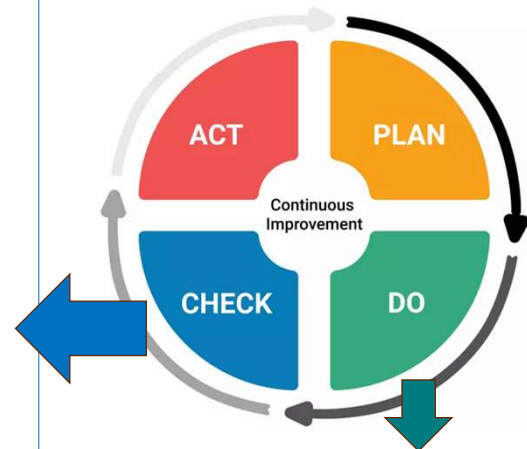 ACT
PLAN
Continuous
Improvement
CHECK
DO